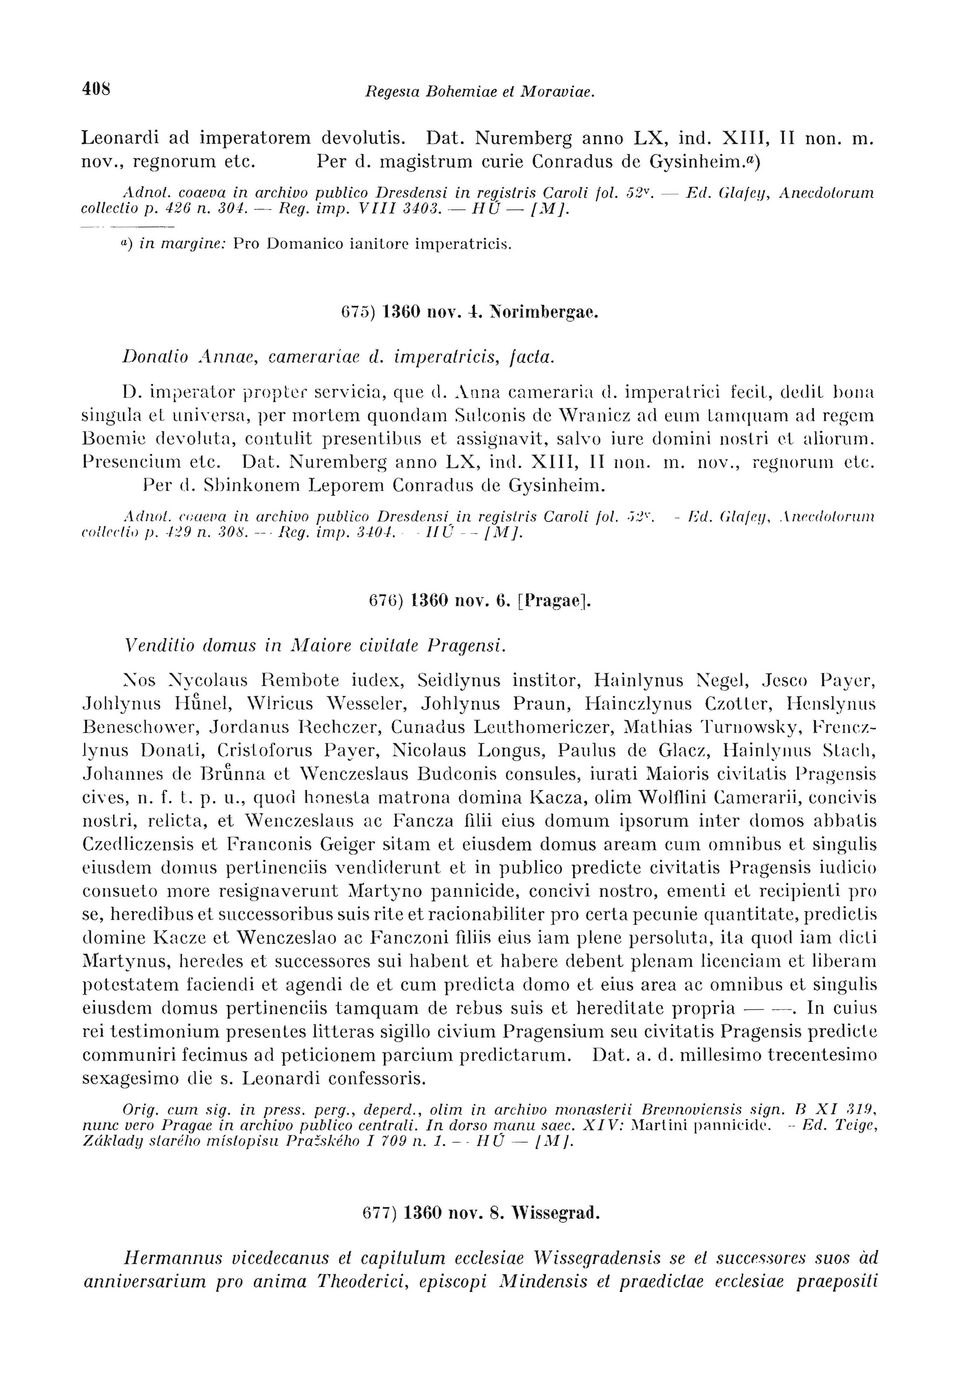 408 Regesta Bohemiae et Moraviae.
Leonardi ad imperatorem devolutis. Dat. Nuremberg anno LX, ind. XIII, II non. m.
nov., regnorum etc. Per d. magistrum curie Conradus de Gysinheim.ᵃ)
Adnot. coaeva in archivo publico Dresdensi in registris Caroli fol. 52ᵛ. — Ed. Glafey, Anecdotorum
collectio p. 426 n. 304. — Reg. imp. VIII 3403. — HÚ — [M].
ᵃ) in margine: Pro Domanico ianitore imperatricis.
675) 1360 nov. 4. Norimbergae.
Donatio Annae, camerariae d. imperatricis, facta.
D. imperator propter servicia, que d. Anna cameraria d. imperatrici fecit, dedit bona
singula et universa, per mortem quondam Sulconis de Wranicz ad eum tamquam ad regem
Boemie devoluta, contulit presentibus et assignavit, salvo iure domini nostri et aliorum.
Presencium etc. Dat. Nuremberg anno LX, ind. XIII, II non. m. nov., regnorum etc.
Per d. Sbinkonem Leporem Conradus de Gysinheim.
Adnot. coaeva in archivo publico Dresdensi in registris Caroli fol. 52ᵛ. - Ed. Glafey, Anecdotorum
collectio p. 429 n. 308. — Reg. imp. 3404. - HÚ — [M].
676) 1360 nov. 6. [Pragae].
Venditio domus in Maiore civitate Pragensi.
Nos Nycolaus Rembote iudex, Seidlynus institor, Hainlynus Negel, Jesco Payer,
Johlynus Hůnel, Wlricus Wesseler, Johlynus Praun, Hainczlynus Czotter, Henslynus
Beneschower, Jordanus Rechczer, Cunadus Leuthomericzer, Mathias Turnowsky, Frencz-
lynus Donati, Cristoforus Payer, Nicolaus Longus, Paulus de Glacz, Hainlynus Stach,
Johannes de Brůnna et Wenczeslaus Budconis consules, iurati Maioris civitatis Pragensis
cives, n. f. t. p. u., quod honesta matrona domina Kacza, olim Wolflini Camerarii, concivis
nostri, relicta, et Wenczeslaus ac Fancza filii eius domum ipsorum inter domos abbatis
Czedliczensis et Franconis Geiger sitam et eiusdem domus aream cum omnibus et singulis
eiusdem domus pertinenciis vendiderunt et in publico predicte civitatis Pragensis iudicio
consueto more resignaverunt Martyno pannicide, concivi nostro, ementi et recipienti pro
se, heredibus et successoribus suis rite et racionabiliter pro certa pecunie quantitate, predictis
domine Kacze et Wenczeslao ac Fanczoni filiis eius iam plene persoluta, ita quod iam dicti
Martynus, heredes et successores sui habent et habere debent plenam licenciam et liberam
potestatem faciendi et agendi de et cum predicta domo et eius area ac omnibus et singulis
eiusdem domus pertinenciis tamquam de rebus suis et hereditate propria — —. In cuius
rei testimonium presentes litteras sigillo civium Pragensium seu civitatis Pragensis predicte
communiri fecimus ad peticionem parcium predictarum. Dat. a. d. millesimo trecentesimo
sexagesimo die s. Leonardi confessoris.
Orig. cum sig. in press. perg., deperd., olim in archivo monasterii Brevnoviensis sign. B XI 319,
nunc vero Pragae in archivo publico centrali. In dorso manu saec. XIV: Martini pannicide. - Ed. Teige,
Základy starého místopisu Pražského I 709 n. 1. — HÚ — [M].
677) 1360 nov. 8. Wissegrad.
Hermannus vicedecanus et capitulum ecclesiae Wissegradensis se et successores suos ad
anniversarium pro anima Theoderici, episcopi Mindensis et praedictae ecclesiae praepositi